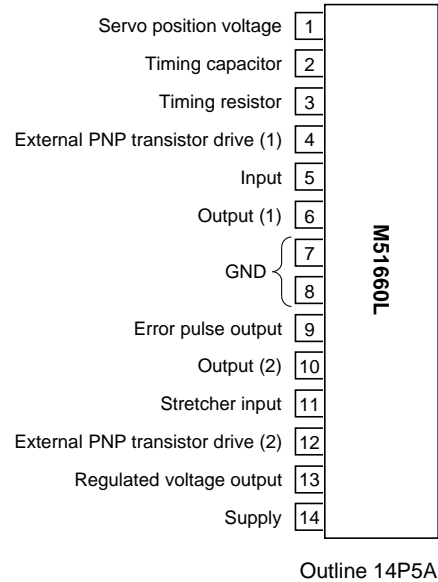 Servo position voltage 1
Timing capacitor 2
Timing resistor 3
External PNP transistor drive (1) 4
Input 5
Output (1) 6
7
GND
8
Error pulse output 9
Output (2) 10
Stretcher input 11
External PNP transistor drive (2) 12
Regulated voltage output 13
Supply 14
M51660L
Outline 14P5A